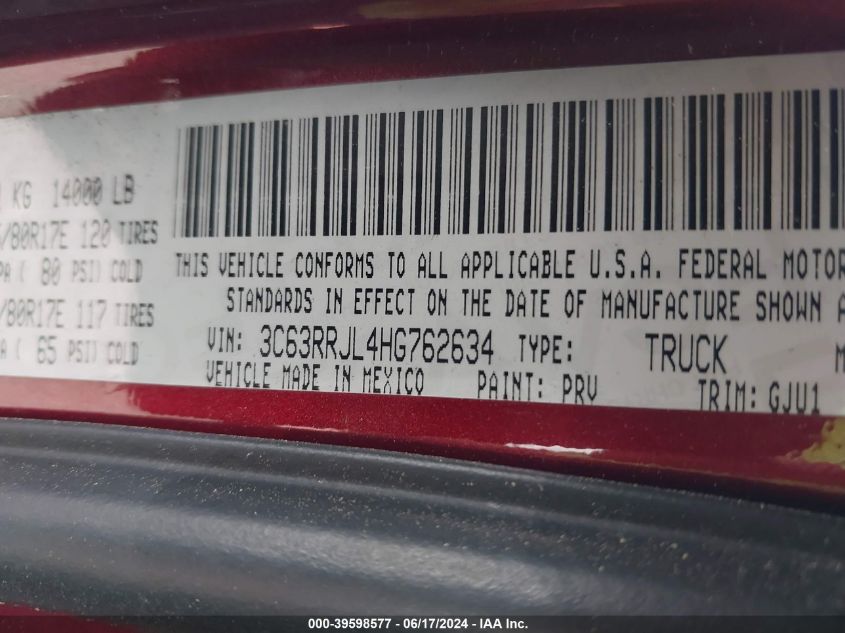 KG 14000 LB
/80R17E 120 TIRES
PA ( 80 PSI) COLD
/80R17E 117 TIRES
A ( 65 PSI) COLD
THIS VEHICLE CONFORMS TO ALL APPLICABLE U.S.A. FEDERAL MOTOR
STANDARDS IN EFFECT ON THE DATE OF MANUFACTURE SHOWN A
VIN: 3C63RRJL4HG762634 TYPE: TRUCK M
VEHICLE MADE IN MEXICO PAINT: PRV TRIM: GJU1
000-39598577 - 06/17/2024 - IAA Inc.